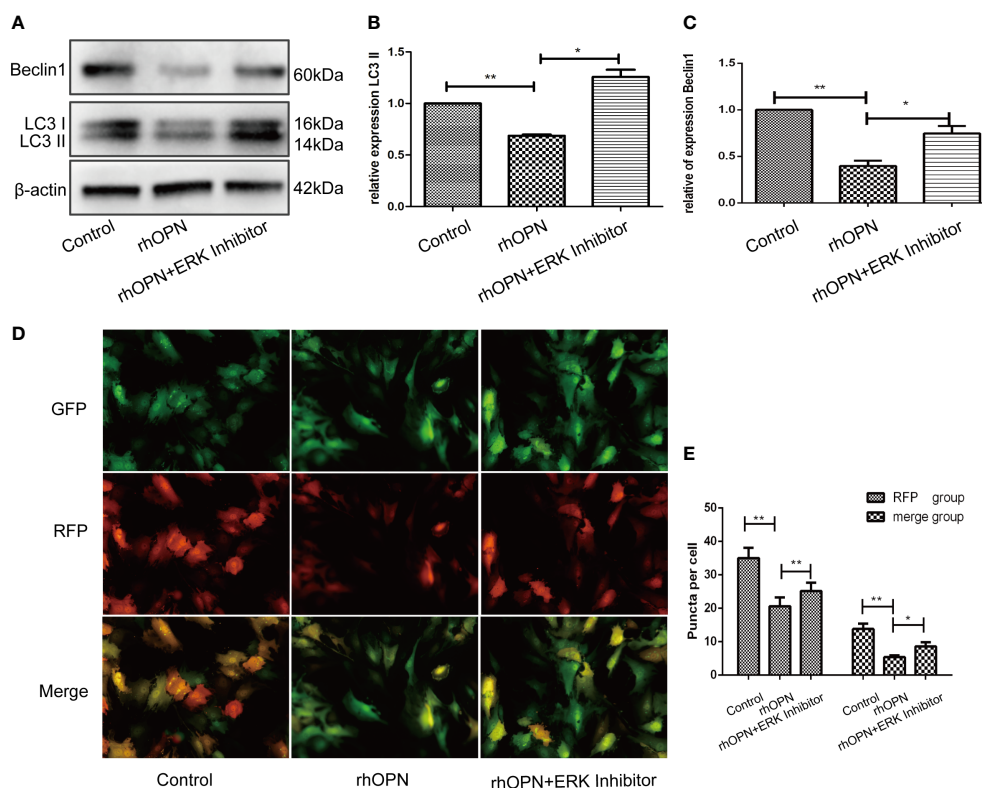 A
Beclin1
60kDa
LC3 I
16kDa
LC3 II
14kDa
β-actin
42kDa
Control
rhOPN
rhOPN+ERK Inhibitor
B
relative expression LC3 II
1.5
1.0
0.5
0.0
**
*
Control
rhOPN
rhOPN+ERK Inhibitor
C
relative of expression Beclin1
1.5
1.0
0.5
0.0
**
*
Control
rhOPN
rhOPN+ERK Inhibitor
D
GFP
RFP
Merge
Control
rhOPN
rhOPN+ERK Inhibitor
E
RFP group
merge group
Puncta per cell
50
40
30
20
10
0
**
**
**
*
Control
rhOPN
rhOPN+ERK Inhibitor
Control
rhOPN
rhOPN+ERK Inhibitor